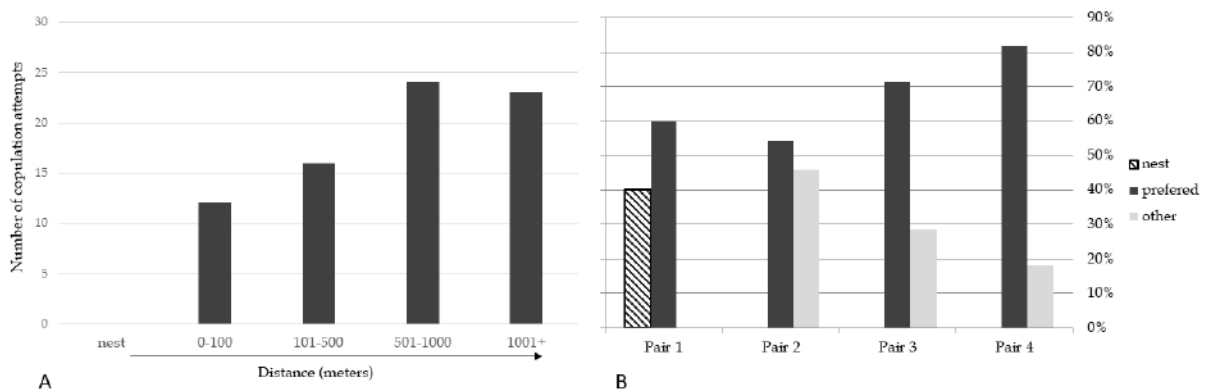 Number of copulation attempts
30
25
20
15
10
5
0
nest 0-100 101-500 501-1000 1001+
Distance (meters)
A
90%
80%
70%
60%
50%
40%
30%
20%
10%
0%
Pair 1 Pair 2 Pair 3 Pair 4
nest
prefered
other
B